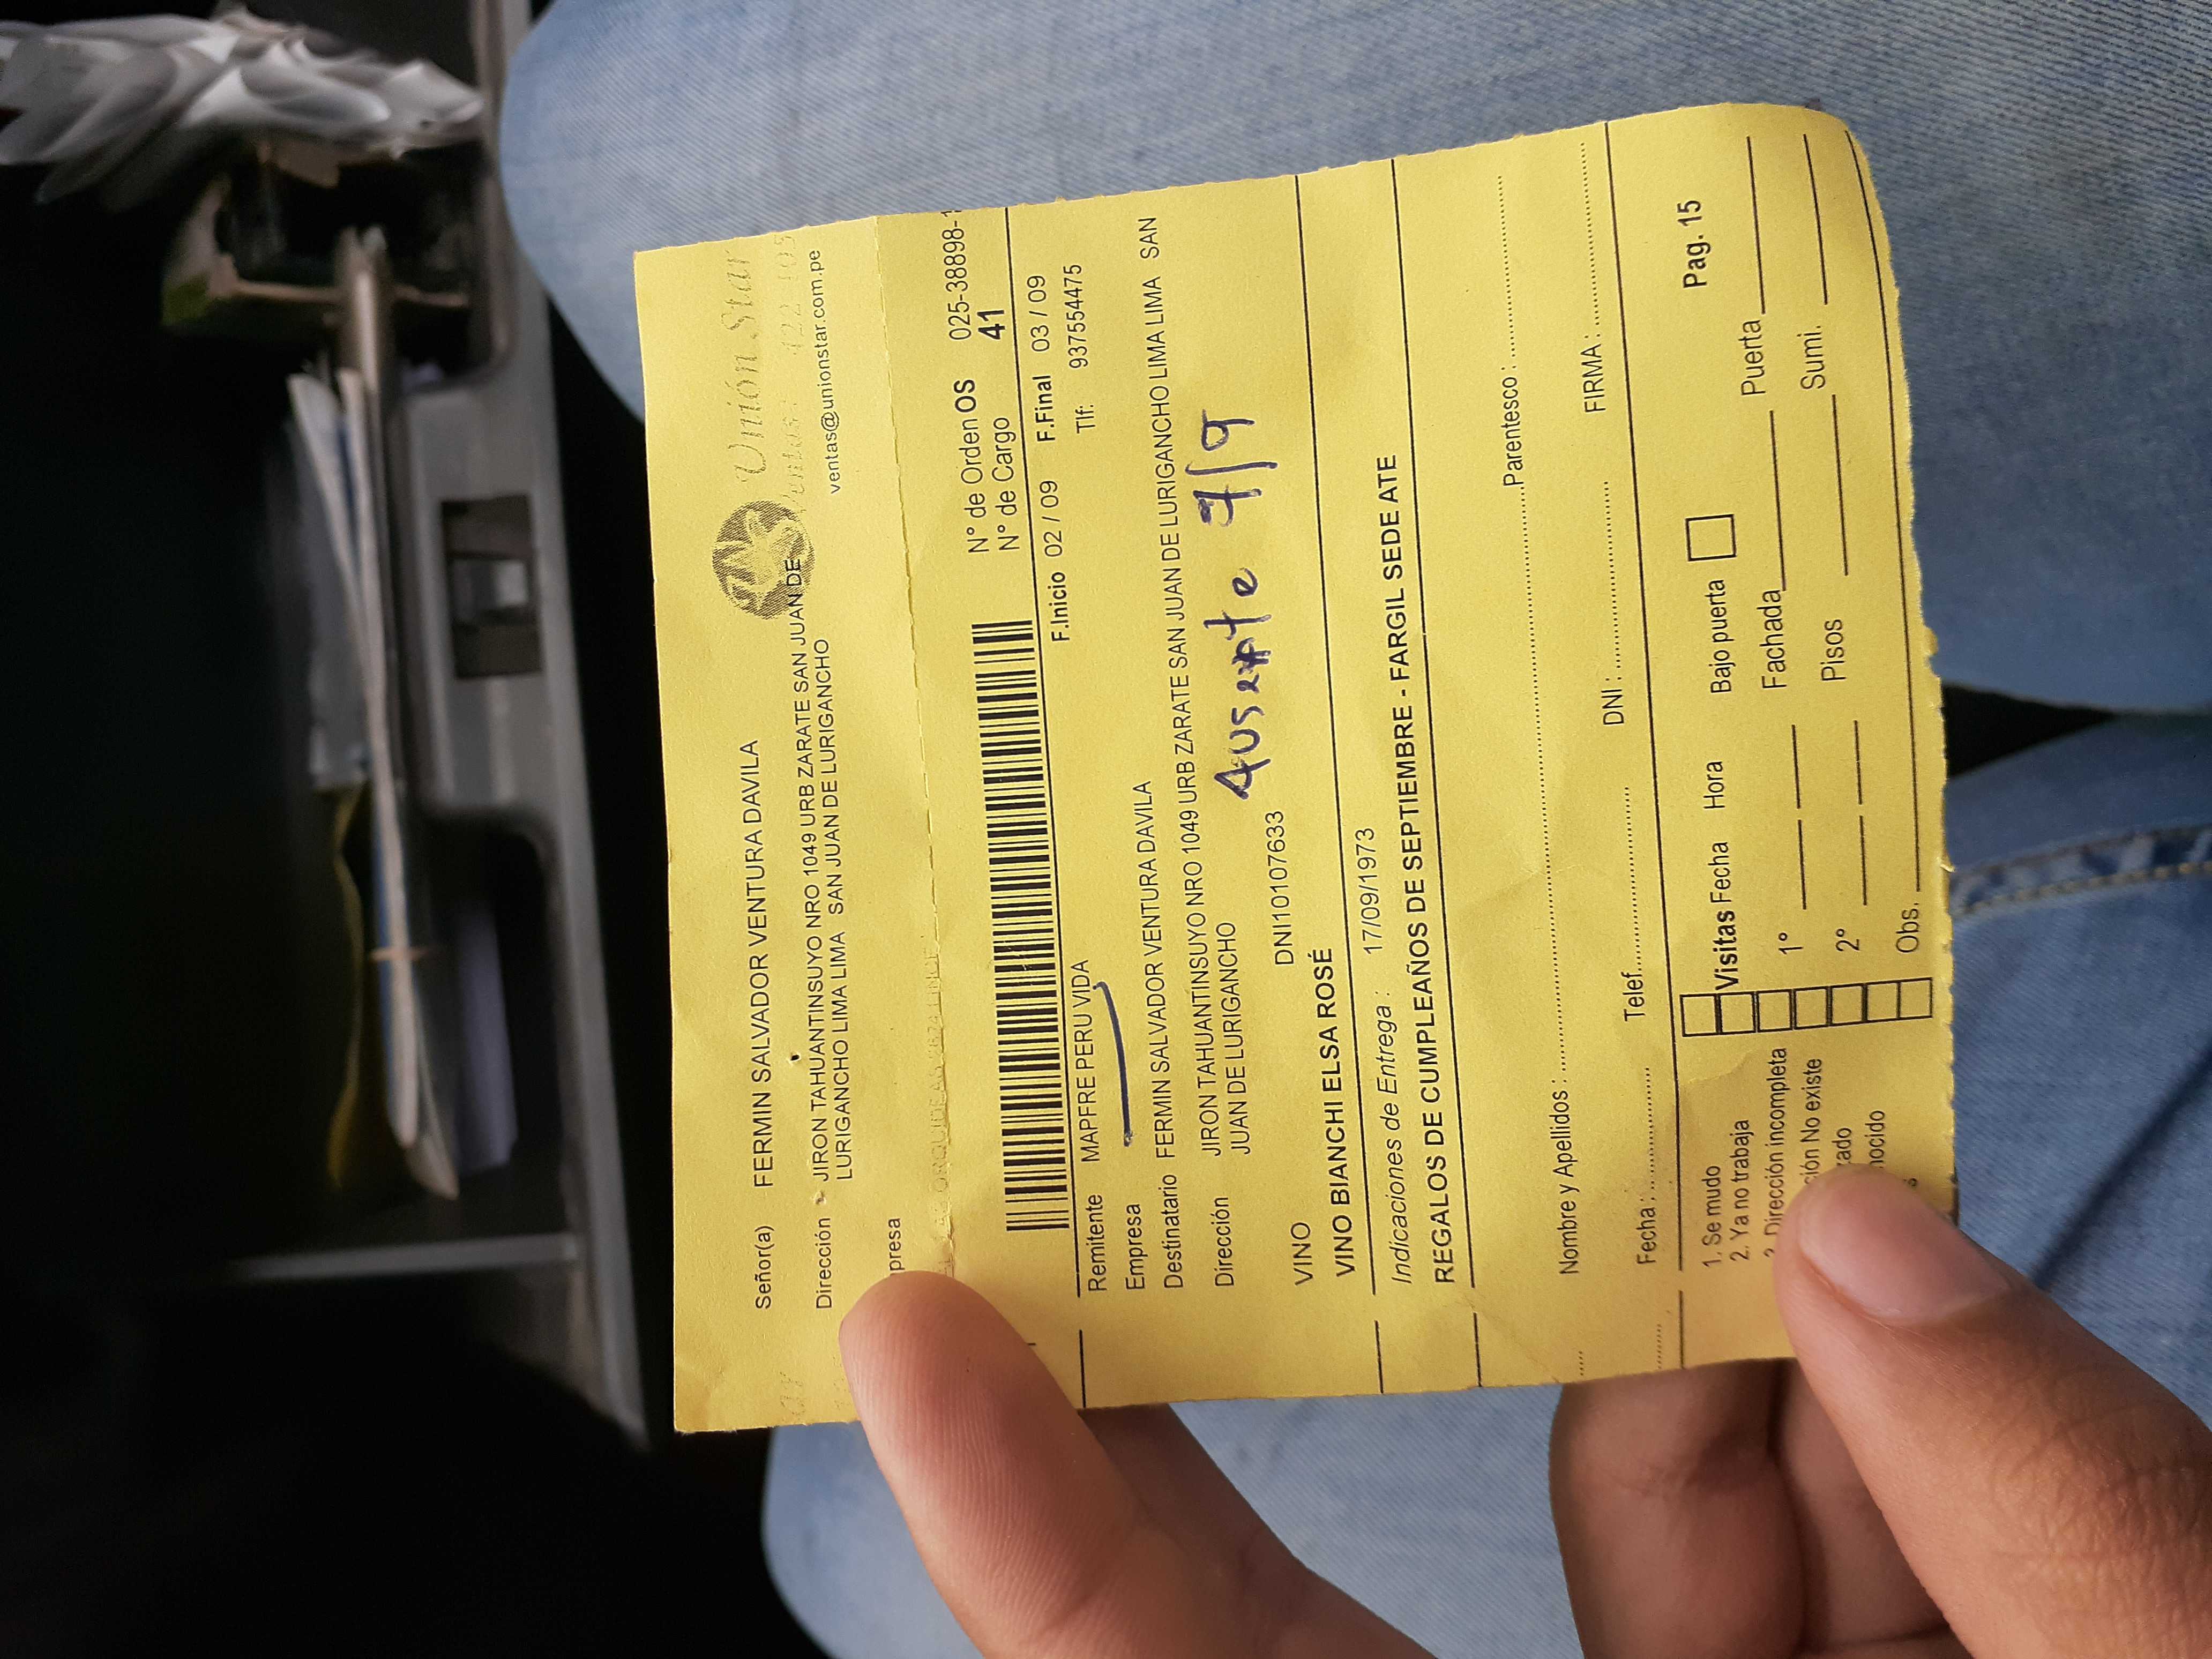 Unión Star
ventas@unionstar.com.pe
Señor(a) FERMIN SALVADOR VENTURA DAVILA
Dirección JIRON TAHUANTINSUYO NRO 1049 URB ZARATE SAN JUAN DE
LURIGANCHO LIMA LIMA SAN JUAN DE LURIGANCHO
presa
N° de Orden OS 025-38898-1
N° de Cargo 41
F.Inicio 02 / 09 F.Final 03 / 09
Remitente MAPFRE PERU VIDA Tlf: 937554475
Empresa
Destinatario FERMIN SALVADOR VENTURA DAVILA
Dirección JIRON TAHUANTINSUYO NRO 1049 URB ZARATE SAN JUAN DE LURIGANCHO LIMA LIMA SAN
JUAN DE LURIGANCHO
Ausente 7/9
VINO DNI10107633
VINO BIANCHI ELSA ROSÉ
Indicaciones de Entrega : 17/09/1973
REGALOS DE CUMPLEAÑOS DE SEPTIEMBRE - FARGIL SEDE ATE
Nombre y Apellidos : Parentesco :
Fecha : Telef. DNI : FIRMA :
1. Se mudo
2. Ya no trabaja
3. Dirección incompleta
ción No existe
zado
nocido
Visitas Fecha Hora Bajo puerta Pag. 15
1° Fachada Puerta
2° Pisos Sumi.
Obs.